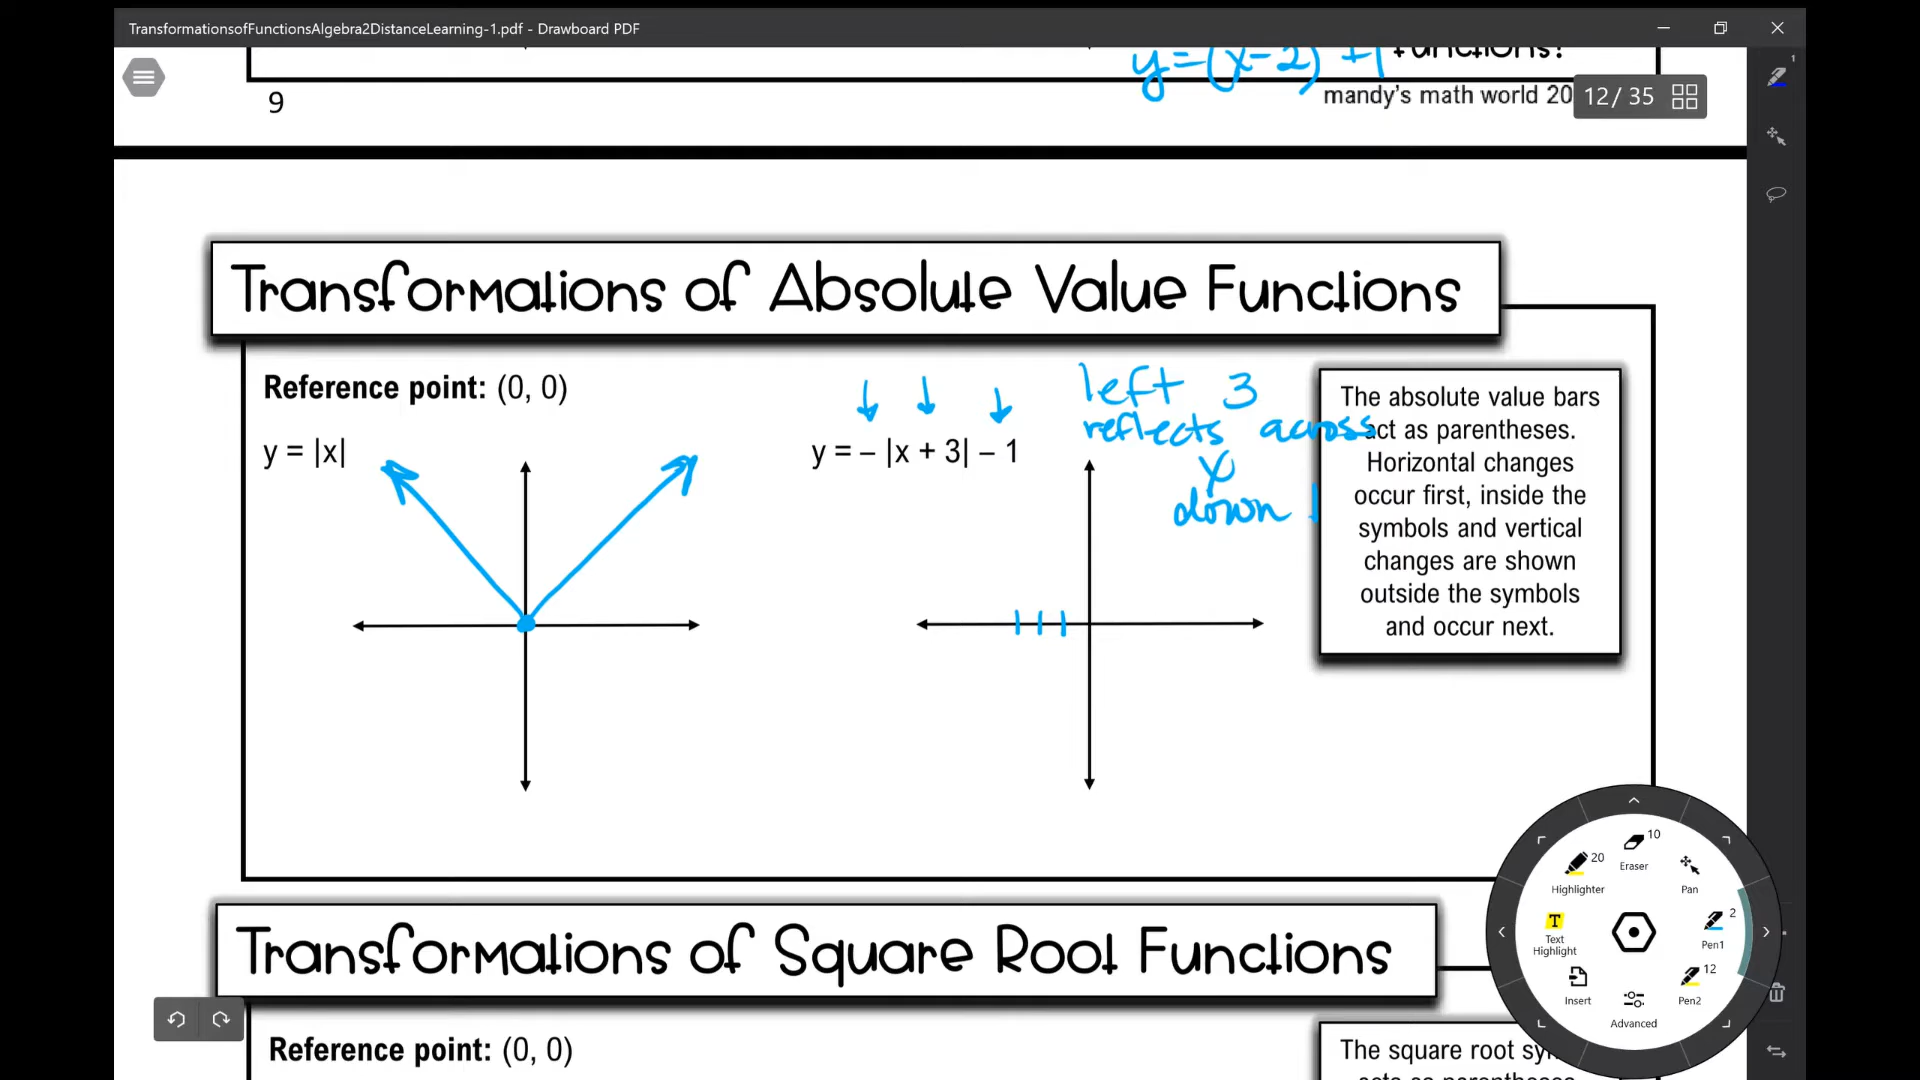 TransformationsofFunctionsAlgebra2DistanceLearning-1.pdf - Drawboard PDF
y=(x-2) +1 functions?
9
mandy's math world 20
12 / 35
1
Transformations of Absolute Value Functions
Reference point: (0, 0)
y = |x|
y = – |x + 3| – 1
left 3
reflects across
x
down 1
The absolute value bars
act as parentheses.
Horizontal changes
occur first, inside the
symbols and vertical
changes are shown
outside the symbols
and occur next.
Transformations of Square Root Functions
Reference point: (0, 0)
The square root
10
Eraser
20
Highlighter
Pan
T
Text
Highlight
2
Pen1
Insert
12
Pen2
Advanced